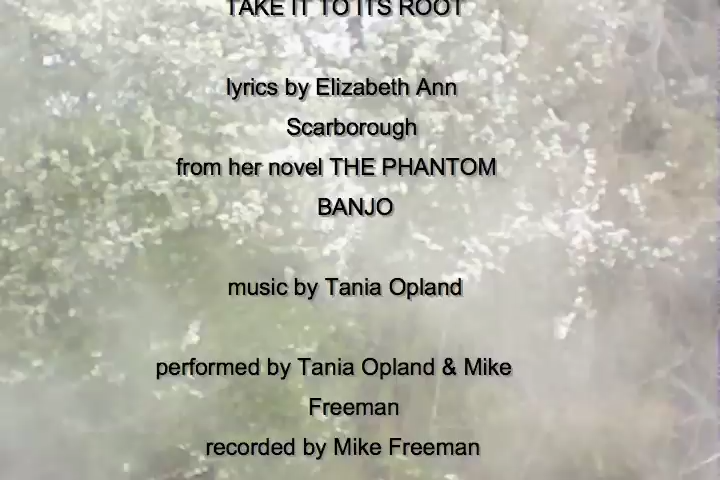 TAKE IT TO ITS ROOT
lyrics by Elizabeth Ann
Scarborough
from her novel THE PHANTOM
BANJO
music by Tania Opland
performed by Tania Opland & Mike
Freeman
recorded by Mike Freeman